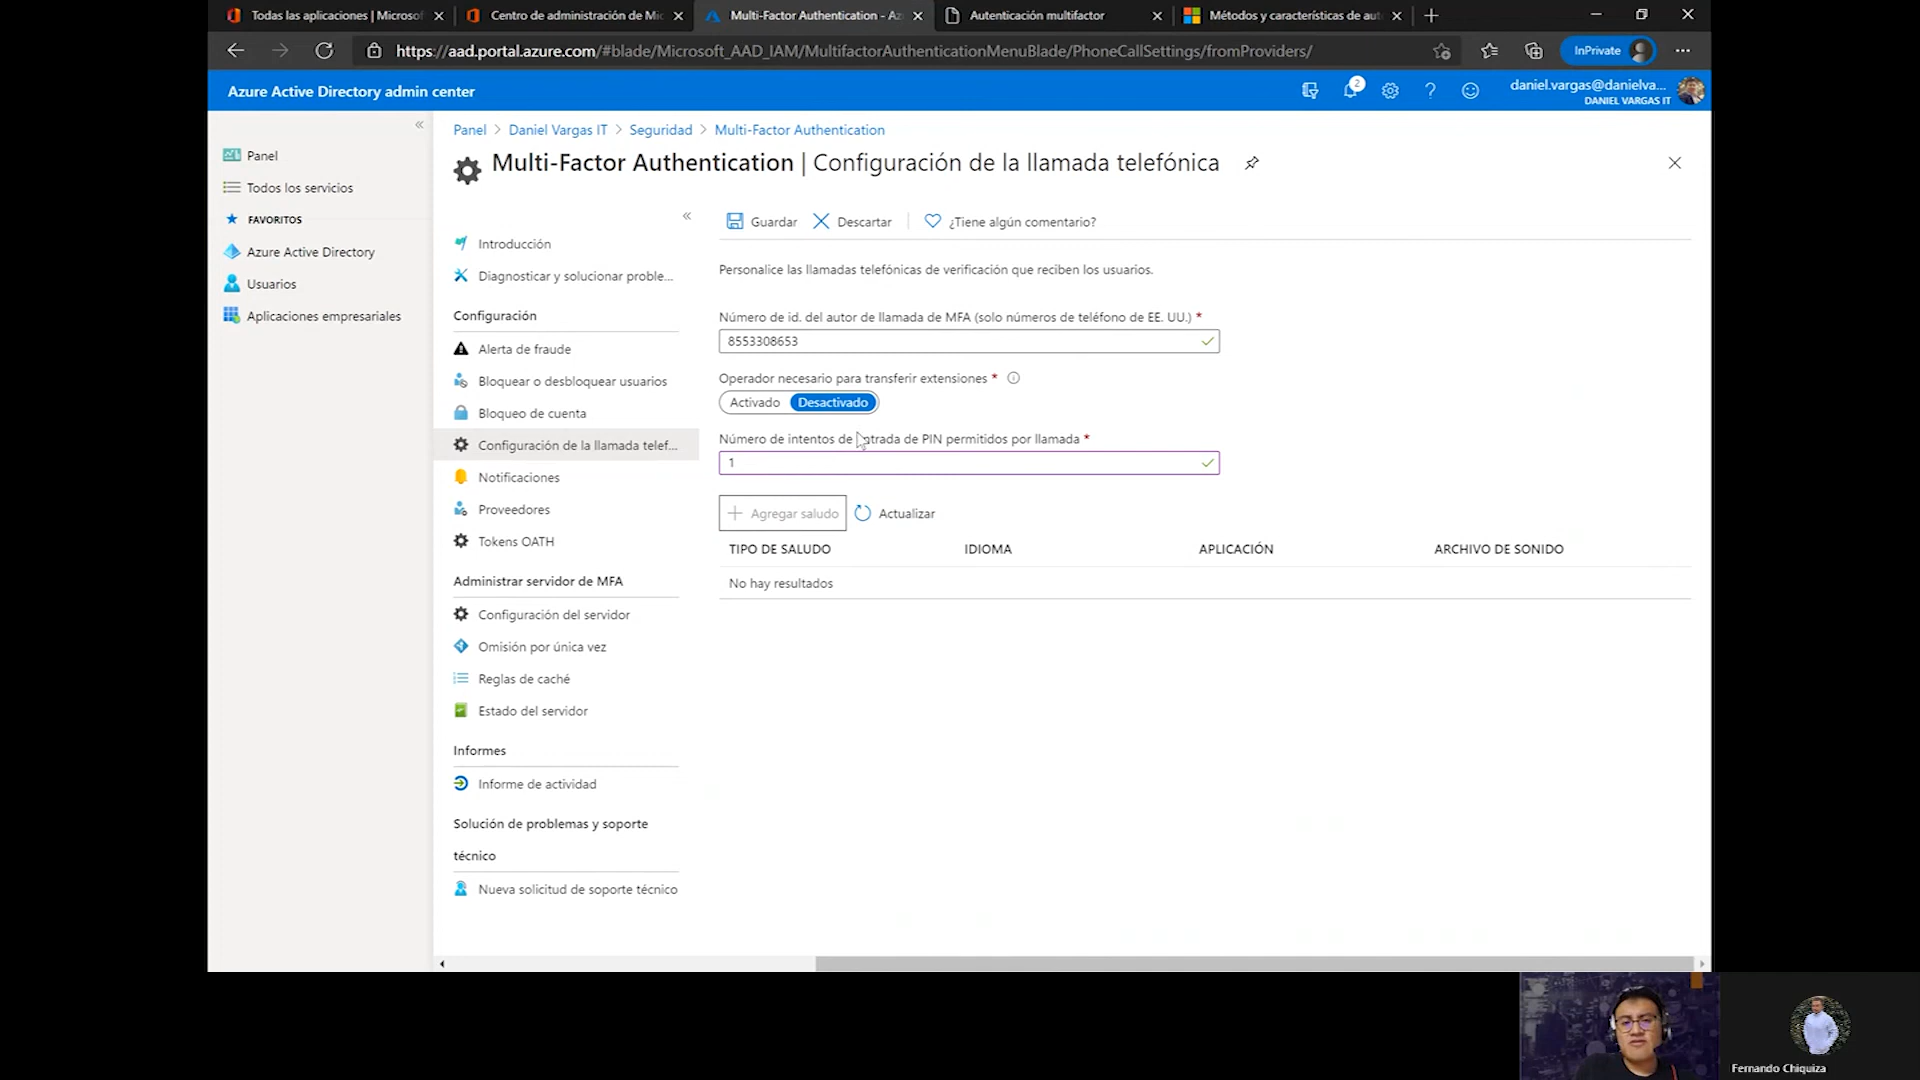 Todas las aplicaciones | Microsof
Centro de administración de Mic
Multi-Factor Authentication - Az
Autenticación multifactor
Métodos y características de aut
https://aad.portal.azure.com/#blade/Microsoft_AAD_IAM/MultifactorAuthenticationMenuBlade/PhoneCallSettings/fromProviders/
InPrivate
Azure Active Directory admin center
2
daniel.vargas@danielva...
DANIEL VARGAS IT
Panel
Todos los servicios
FAVORITOS
Azure Active Directory
Usuarios
Aplicaciones empresariales
Panel > Daniel Vargas IT > Seguridad > Multi-Factor Authentication
Multi-Factor Authentication | Configuración de la llamada telefónica
Introducción
Diagnosticar y solucionar proble...
Configuración
Alerta de fraude
Bloquear o desbloquear usuarios
Bloqueo de cuenta
Configuración de la llamada telef...
Notificaciones
Proveedores
Tokens OATH
Administrar servidor de MFA
Configuración del servidor
Omisión por única vez
Reglas de caché
Estado del servidor
Informes
Informe de actividad
Solución de problemas y soporte
técnico
Nueva solicitud de soporte técnico
Guardar Descartar ¿Tiene algún comentario?
Personalice las llamadas telefónicas de verificación que reciben los usuarios.
Número de id. del autor de llamada de MFA (solo números de teléfono de EE. UU.) *
8553308653
Operador necesario para transferir extensiones *
Activado Desactivado
Número de intentos de entrada de PIN permitidos por llamada *
1
Agregar saludo Actualizar
TIPO DE SALUDO IDIOMA APLICACIÓN ARCHIVO DE SONIDO
No hay resultados
Fernando Chiquiza